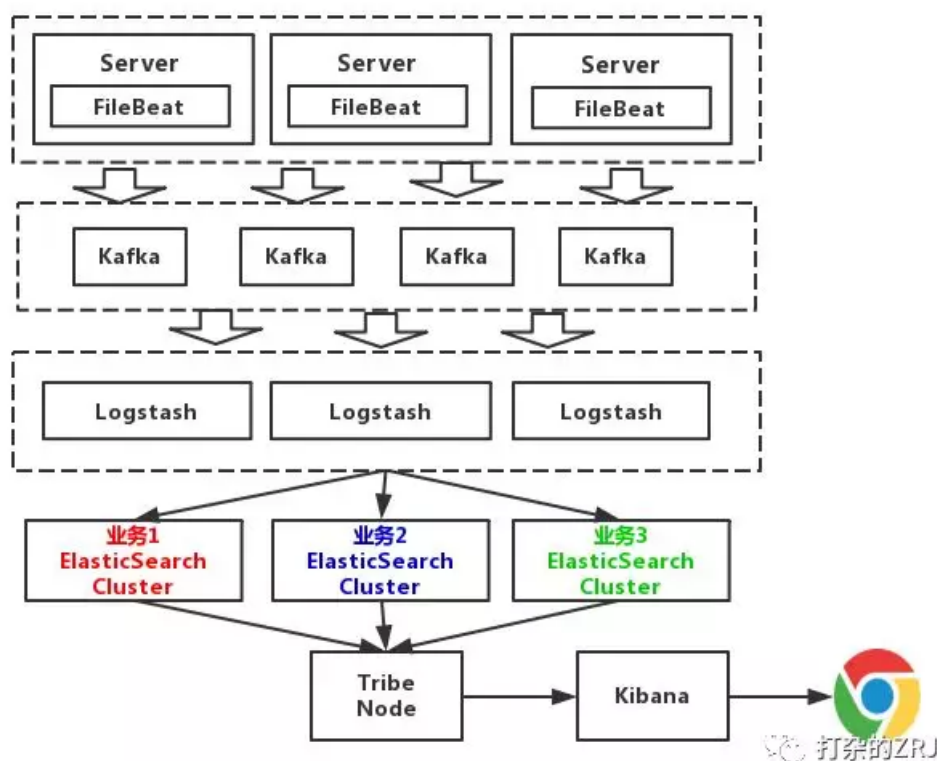 Server
Server
Server
FileBeat
FileBeat
FileBeat
Kafka
Kafka
Kafka
Kafka
Logstash
Logstash
Logstash
业务1
ElasticSearch
Cluster
业务2
ElasticSearch
Cluster
业务3
ElasticSearch
Cluster
Tribe
Node
Kibana
打杂的ZRJ